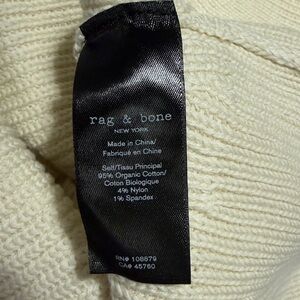 rag & bone
NEW YORK
Made in China/
Fabriqué en Chine
Self/Tissu Principal
95% Organic Cotton/
Coton Biologique
4% Nylon
1% Spandex
RN# 108679
CA# 45760